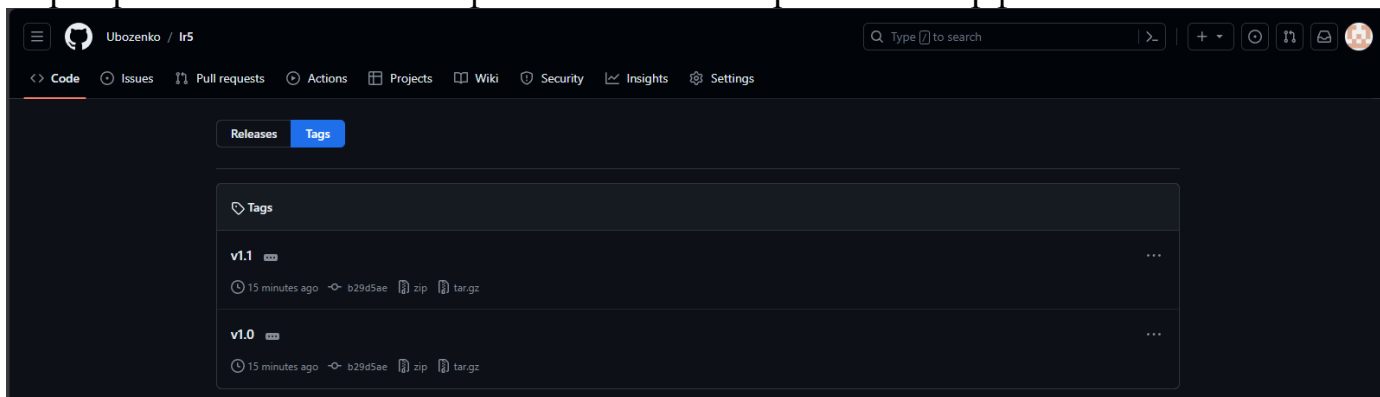 Ubozenko / lr5
Type / to search
Code Issues Pull requests Actions Projects Wiki Security Insights Settings
Releases Tags
Tags
v1.1
15 minutes ago b29d5ae zip tar.gz
v1.0
15 minutes ago b29d5ae zip tar.gz